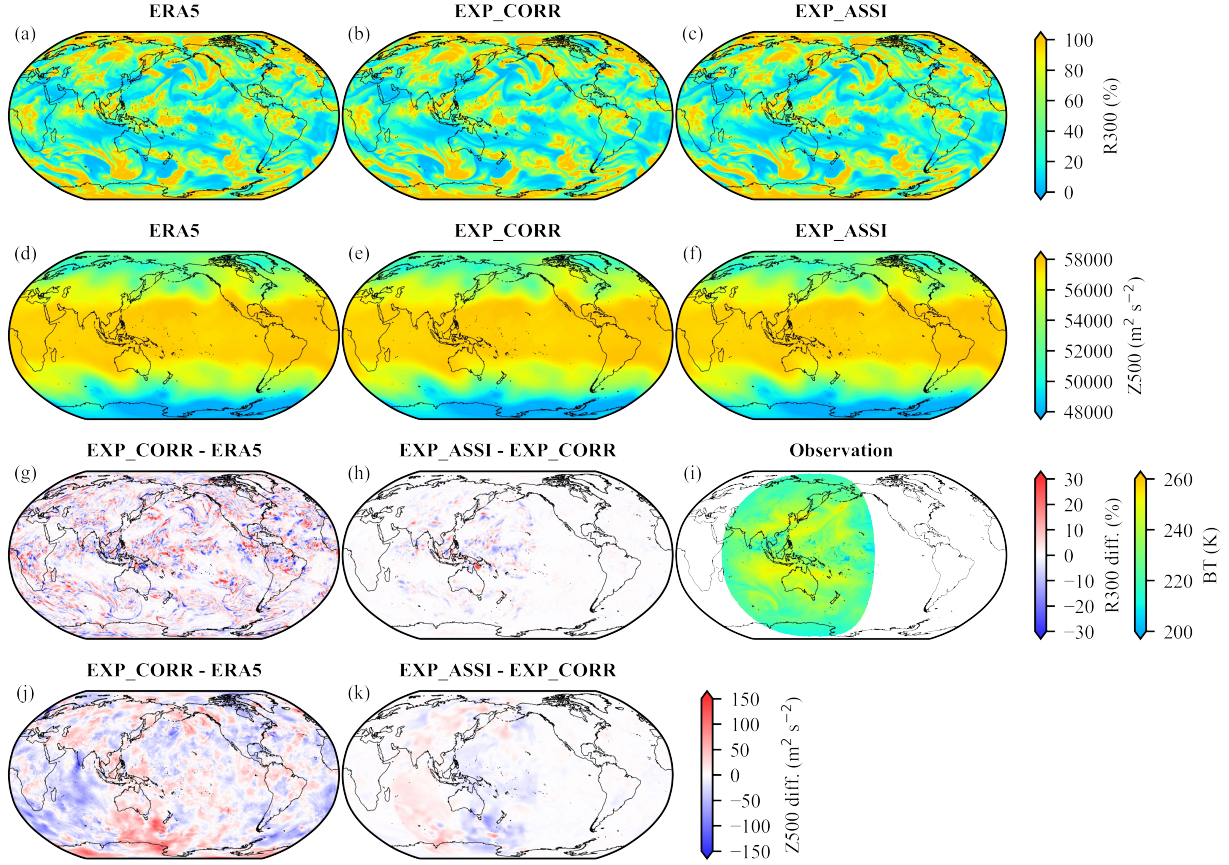 ERA5 EXP_CORR EXP_ASSI
(a) (b) (c)
100
80
60
40
20
0
R300 (%)
ERA5 EXP_CORR EXP_ASSI
(d) (e) (f)
58000
56000
54000
52000
50000
48000
Z500 (m² s⁻²)
EXP_CORR - ERA5 EXP_ASSI - EXP_CORR Observation
(g) (h) (i)
30
20
10
0
−10
−20
−30
R300 diff. (%)
260
240
220
200
BT (K)
EXP_CORR - ERA5 EXP_ASSI - EXP_CORR
(j) (k)
150
100
50
0
−50
−100
−150
Z500 diff. (m² s⁻²)